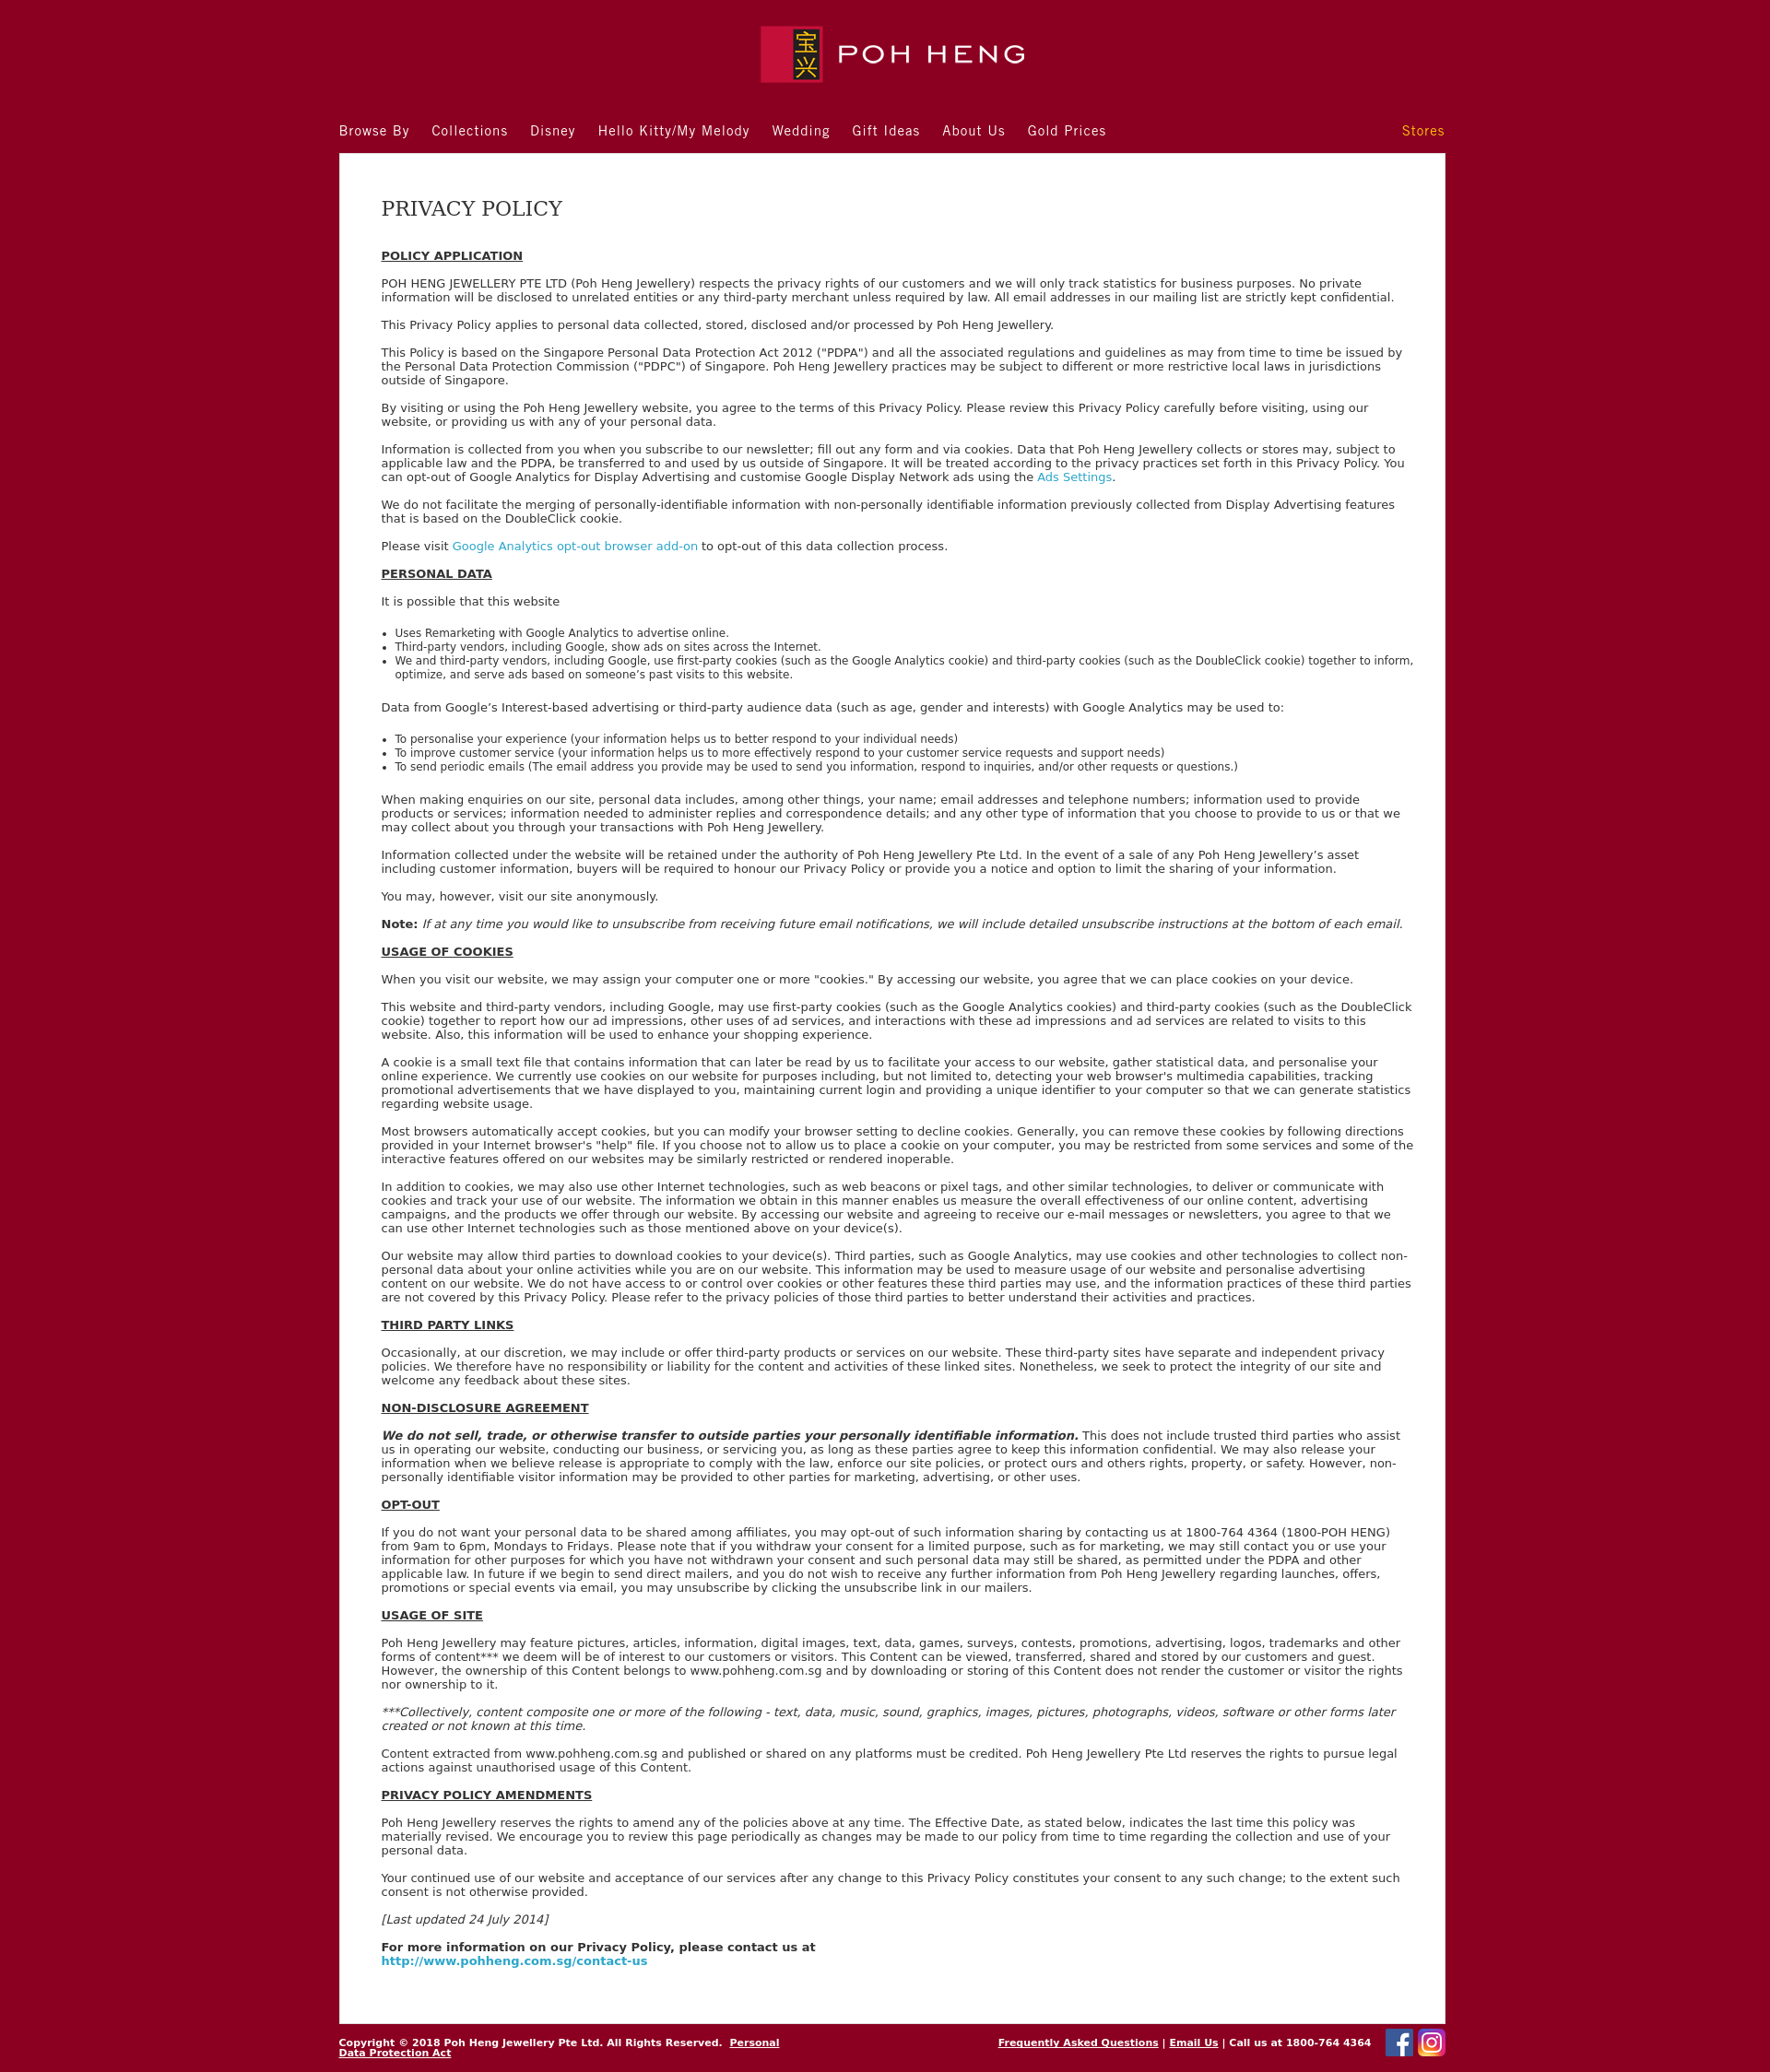 宝兴
POH HENG
Browse By Collections Disney Hello Kitty/My Melody Wedding Gift Ideas About Us Gold Prices Stores
PRIVACY POLICY
POLICY APPLICATION
POH HENG JEWELLERY PTE LTD (Poh Heng Jewellery) respects the privacy rights of our customers and we will only track statistics for business purposes. No private
information will be disclosed to unrelated entities or any third-party merchant unless required by law. All email addresses in our mailing list are strictly kept confidential.
This Privacy Policy applies to personal data collected, stored, disclosed and/or processed by Poh Heng Jewellery.
This Policy is based on the Singapore Personal Data Protection Act 2012 ("PDPA") and all the associated regulations and guidelines as may from time to time be issued by
the Personal Data Protection Commission ("PDPC") of Singapore. Poh Heng Jewellery practices may be subject to different or more restrictive local laws in jurisdictions
outside of Singapore.
By visiting or using the Poh Heng Jewellery website, you agree to the terms of this Privacy Policy. Please review this Privacy Policy carefully before visiting, using our
website, or providing us with any of your personal data.
Information is collected from you when you subscribe to our newsletter; fill out any form and via cookies. Data that Poh Heng Jewellery collects or stores may, subject to
applicable law and the PDPA, be transferred to and used by us outside of Singapore. It will be treated according to the privacy practices set forth in this Privacy Policy. You
can opt-out of Google Analytics for Display Advertising and customise Google Display Network ads using the Ads Settings.
We do not facilitate the merging of personally-identifiable information with non-personally identifiable information previously collected from Display Advertising features
that is based on the DoubleClick cookie.
Please visit Google Analytics opt-out browser add-on to opt-out of this data collection process.
PERSONAL DATA
It is possible that this website
• Uses Remarketing with Google Analytics to advertise online.
• Third-party vendors, including Google, show ads on sites across the Internet.
• We and third-party vendors, including Google, use first-party cookies (such as the Google Analytics cookie) and third-party cookies (such as the DoubleClick cookie) together to inform,
optimize, and serve ads based on someone’s past visits to this website.
Data from Google’s Interest-based advertising or third-party audience data (such as age, gender and interests) with Google Analytics may be used to:
• To personalise your experience (your information helps us to better respond to your individual needs)
• To improve customer service (your information helps us to more effectively respond to your customer service requests and support needs)
• To send periodic emails (The email address you provide may be used to send you information, respond to inquiries, and/or other requests or questions.)
When making enquiries on our site, personal data includes, among other things, your name; email addresses and telephone numbers; information used to provide
products or services; information needed to administer replies and correspondence details; and any other type of information that you choose to provide to us or that we
may collect about you through your transactions with Poh Heng Jewellery.
Information collected under the website will be retained under the authority of Poh Heng Jewellery Pte Ltd. In the event of a sale of any Poh Heng Jewellery’s asset
including customer information, buyers will be required to honour our Privacy Policy or provide you a notice and option to limit the sharing of your information.
You may, however, visit our site anonymously.
Note: If at any time you would like to unsubscribe from receiving future email notifications, we will include detailed unsubscribe instructions at the bottom of each email.
USAGE OF COOKIES
When you visit our website, we may assign your computer one or more "cookies." By accessing our website, you agree that we can place cookies on your device.
This website and third-party vendors, including Google, may use first-party cookies (such as the Google Analytics cookies) and third-party cookies (such as the DoubleClick
cookie) together to report how our ad impressions, other uses of ad services, and interactions with these ad impressions and ad services are related to visits to this
website. Also, this information will be used to enhance your shopping experience.
A cookie is a small text file that contains information that can later be read by us to facilitate your access to our website, gather statistical data, and personalise your
online experience. We currently use cookies on our website for purposes including, but not limited to, detecting your web browser's multimedia capabilities, tracking
promotional advertisements that we have displayed to you, maintaining current login and providing a unique identifier to your computer so that we can generate statistics
regarding website usage.
Most browsers automatically accept cookies, but you can modify your browser setting to decline cookies. Generally, you can remove these cookies by following directions
provided in your Internet browser's "help" file. If you choose not to allow us to place a cookie on your computer, you may be restricted from some services and some of the
interactive features offered on our websites may be similarly restricted or rendered inoperable.
In addition to cookies, we may also use other Internet technologies, such as web beacons or pixel tags, and other similar technologies, to deliver or communicate with
cookies and track your use of our website. The information we obtain in this manner enables us measure the overall effectiveness of our online content, advertising
campaigns, and the products we offer through our website. By accessing our website and agreeing to receive our e-mail messages or newsletters, you agree to that we
can use other Internet technologies such as those mentioned above on your device(s).
Our website may allow third parties to download cookies to your device(s). Third parties, such as Google Analytics, may use cookies and other technologies to collect non-
personal data about your online activities while you are on our website. This information may be used to measure usage of our website and personalise advertising
content on our website. We do not have access to or control over cookies or other features these third parties may use, and the information practices of these third parties
are not covered by this Privacy Policy. Please refer to the privacy policies of those third parties to better understand their activities and practices.
THIRD PARTY LINKS
Occasionally, at our discretion, we may include or offer third-party products or services on our website. These third-party sites have separate and independent privacy
policies. We therefore have no responsibility or liability for the content and activities of these linked sites. Nonetheless, we seek to protect the integrity of our site and
welcome any feedback about these sites.
NON-DISCLOSURE AGREEMENT
We do not sell, trade, or otherwise transfer to outside parties your personally identifiable information. This does not include trusted third parties who assist
us in operating our website, conducting our business, or servicing you, as long as these parties agree to keep this information confidential. We may also release your
information when we believe release is appropriate to comply with the law, enforce our site policies, or protect ours and others rights, property, or safety. However, non-
personally identifiable visitor information may be provided to other parties for marketing, advertising, or other uses.
OPT-OUT
If you do not want your personal data to be shared among affiliates, you may opt-out of such information sharing by contacting us at 1800-764 4364 (1800-POH HENG)
from 9am to 6pm, Mondays to Fridays. Please note that if you withdraw your consent for a limited purpose, such as for marketing, we may still contact you or use your
information for other purposes for which you have not withdrawn your consent and such personal data may still be shared, as permitted under the PDPA and other
applicable law. In future if we begin to send direct mailers, and you do not wish to receive any further information from Poh Heng Jewellery regarding launches, offers,
promotions or special events via email, you may unsubscribe by clicking the unsubscribe link in our mailers.
USAGE OF SITE
Poh Heng Jewellery may feature pictures, articles, information, digital images, text, data, games, surveys, contests, promotions, advertising, logos, trademarks and other
forms of content*** we deem will be of interest to our customers or visitors. This Content can be viewed, transferred, shared and stored by our customers and guest.
However, the ownership of this Content belongs to www.pohheng.com.sg and by downloading or storing of this Content does not render the customer or visitor the rights
nor ownership to it.
***Collectively, content composite one or more of the following - text, data, music, sound, graphics, images, pictures, photographs, videos, software or other forms later
created or not known at this time.
Content extracted from www.pohheng.com.sg and published or shared on any platforms must be credited. Poh Heng Jewellery Pte Ltd reserves the rights to pursue legal
actions against unauthorised usage of this Content.
PRIVACY POLICY AMENDMENTS
Poh Heng Jewellery reserves the rights to amend any of the policies above at any time. The Effective Date, as stated below, indicates the last time this policy was
materially revised. We encourage you to review this page periodically as changes may be made to our policy from time to time regarding the collection and use of your
personal data.
Your continued use of our website and acceptance of our services after any change to this Privacy Policy constitutes your consent to any such change; to the extent such
consent is not otherwise provided.
[Last updated 24 July 2014]
For more information on our Privacy Policy, please contact us at
http://www.pohheng.com.sg/contact-us
Copyright © 2018 Poh Heng Jewellery Pte Ltd. All Rights Reserved. Personal
Data Protection Act
Frequently Asked Questions | Email Us | Call us at 1800-764 4364